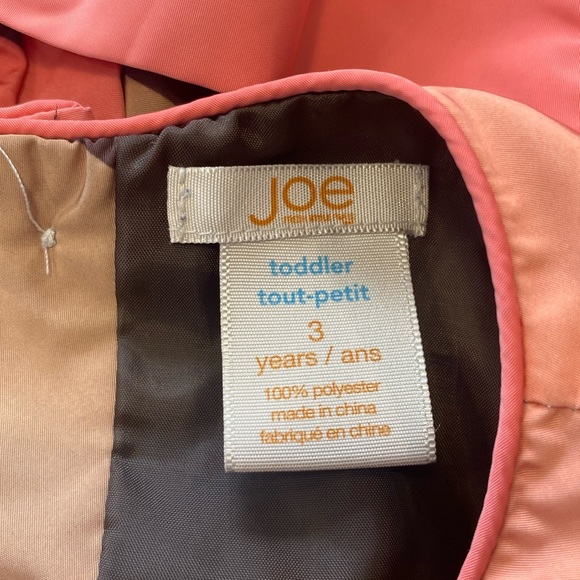 Joe
toddler
tout-petit
3
years / ans
100% polyester
made in china
fabriqué en chine